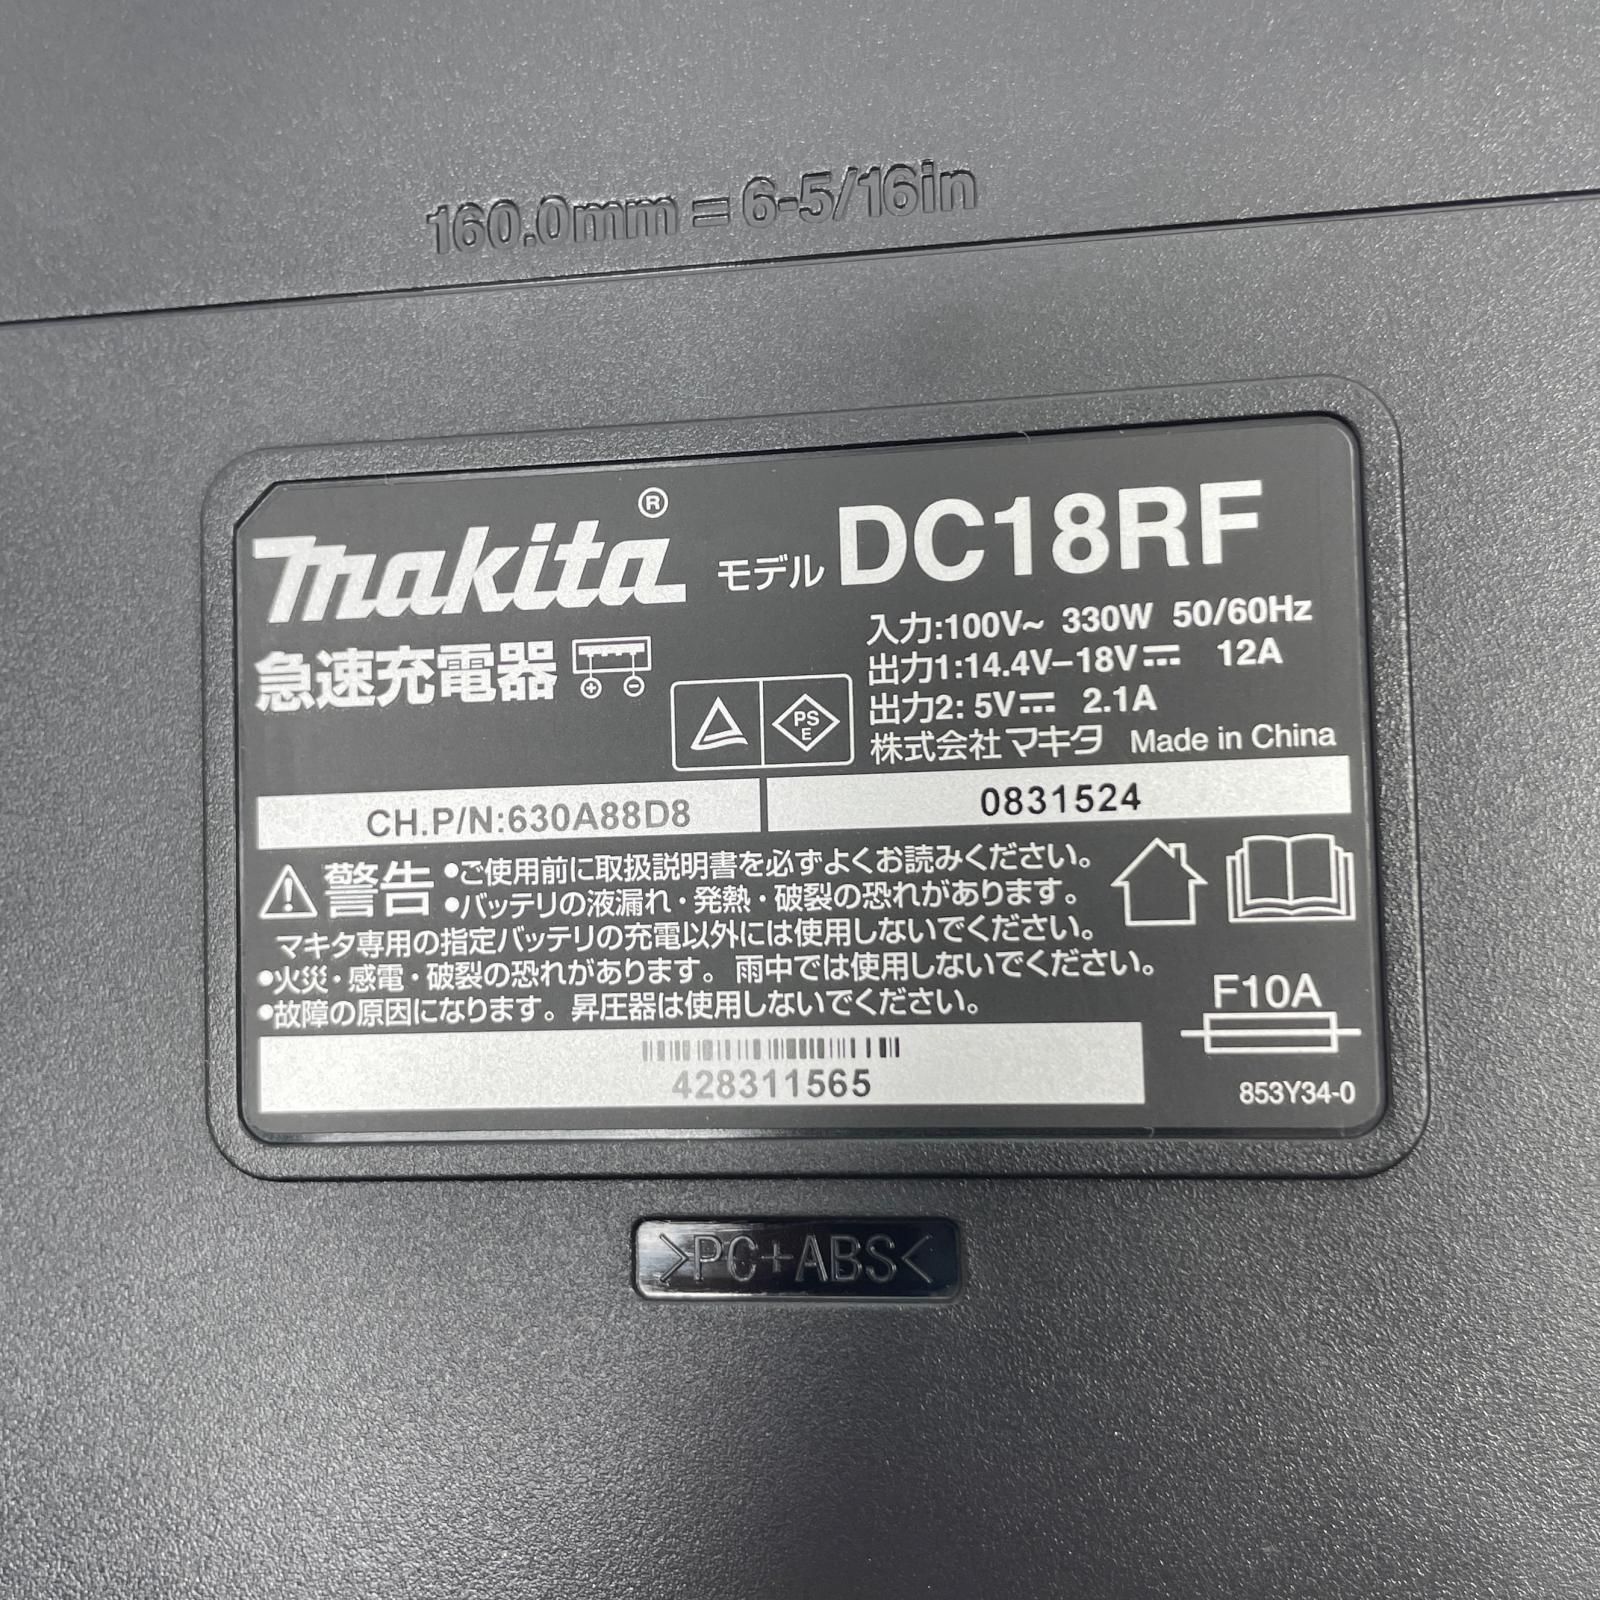 160.0mm = 6-5/16in
makita®
モデル DC18RF
急速充電器
入力:100V~ 330W 50/60Hz
出力1:14.4V–18V⎓ 12A
出力2: 5V⎓ 2.1A
PS
E
株式会社マキタ Made in China
CH.P/N:630A88D8
0831524
警告 •ご使用前に取扱説明書を必ずよくお読みください。
•バッテリの液漏れ・発熱・破裂の恐れがあります。
マキタ専用の指定バッテリの充電以外には使用しないでください。
•火災・感電・破裂の恐れがあります。雨中では使用しないでください。
•故障の原因になります。昇圧器は使用しないでください。
F10A
428311565
853Y34-0
>PC+ABS<